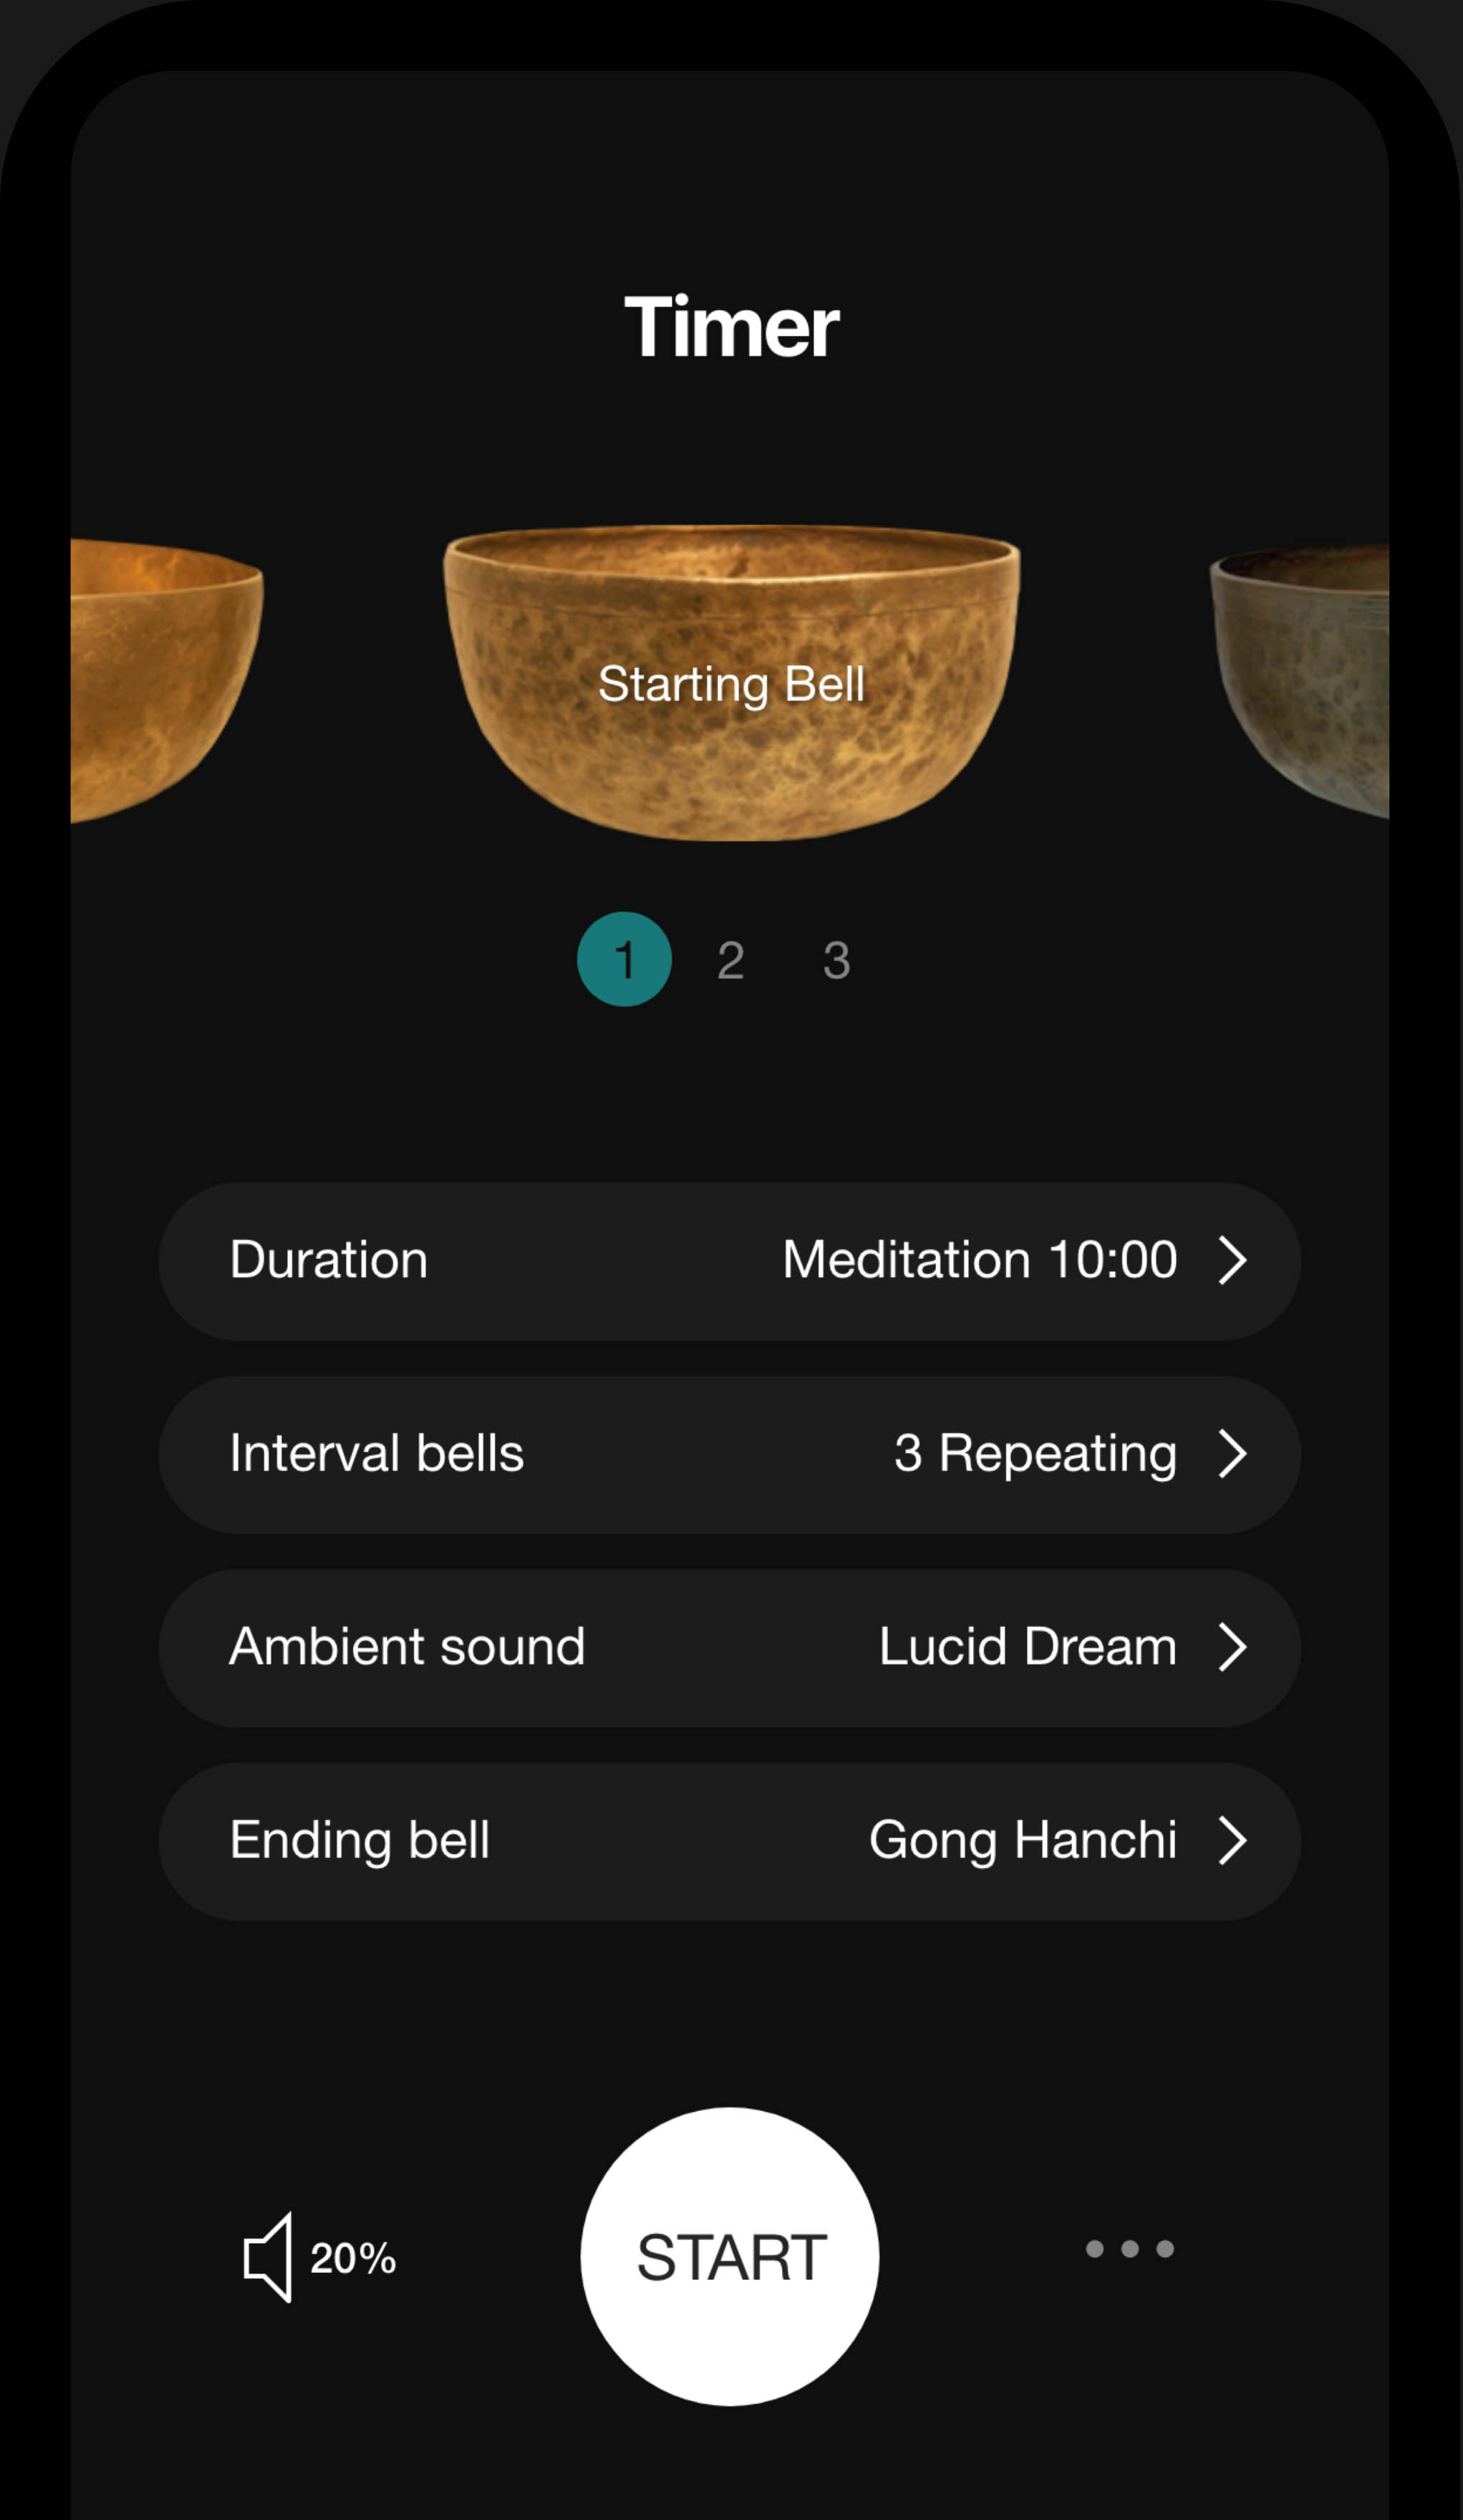 Timer
Starting Bell
1 2 3
Duration Meditation 10:00
Interval bells 3 Repeating
Ambient sound Lucid Dream
Ending bell Gong Hanchi
20% START